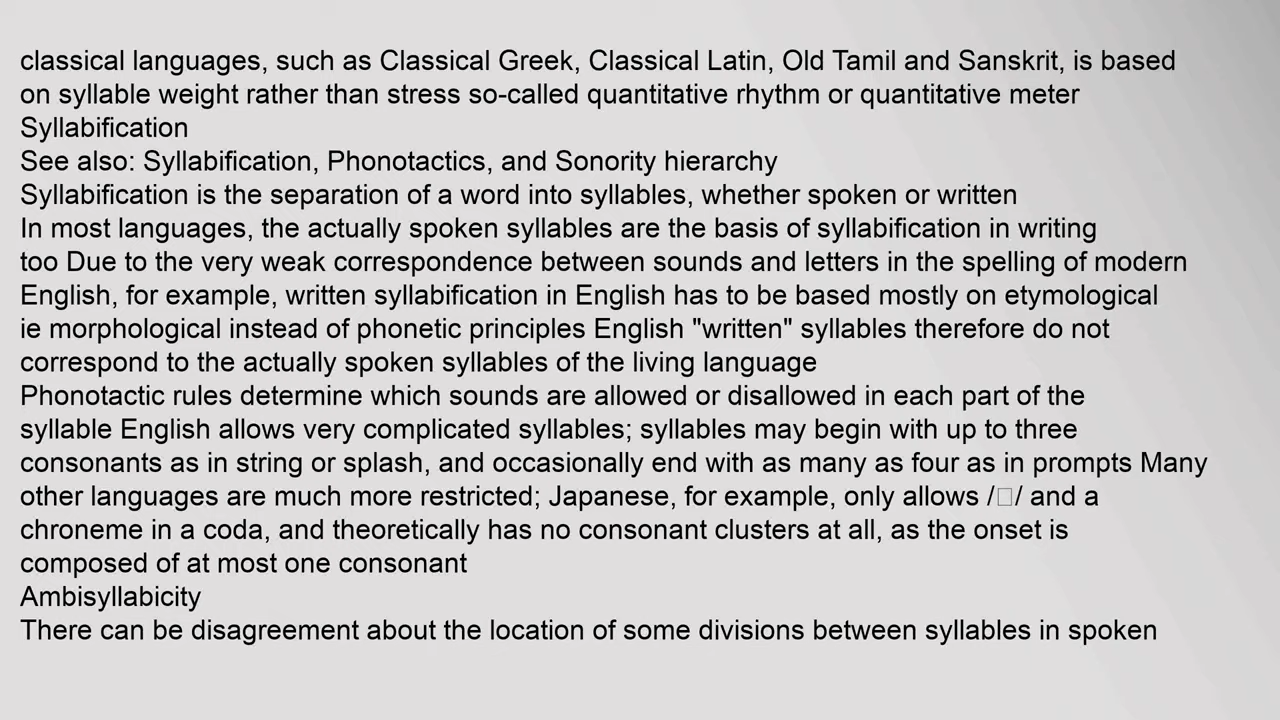 classical languages, such as Classical Greek, Classical Latin, Old Tamil and Sanskrit, is based
on syllable weight rather than stress so-called quantitative rhythm or quantitative meter
Syllabification
See also: Syllabification, Phonotactics, and Sonority hierarchy
Syllabification is the separation of a word into syllables, whether spoken or written
In most languages, the actually spoken syllables are the basis of syllabification in writing
too Due to the very weak correspondence between sounds and letters in the spelling of modern
English, for example, written syllabification in English has to be based mostly on etymological
ie morphological instead of phonetic principles English "written" syllables therefore do not
correspond to the actually spoken syllables of the living language
Phonotactic rules determine which sounds are allowed or disallowed in each part of the
syllable English allows very complicated syllables; syllables may begin with up to three
consonants as in string or splash, and occasionally end with as many as four as in prompts Many
other languages are much more restricted; Japanese, for example, only allows /□/ and a
chroneme in a coda, and theoretically has no consonant clusters at all, as the onset is
composed of at most one consonant
Ambisyllabicity
There can be disagreement about the location of some divisions between syllables in spoken